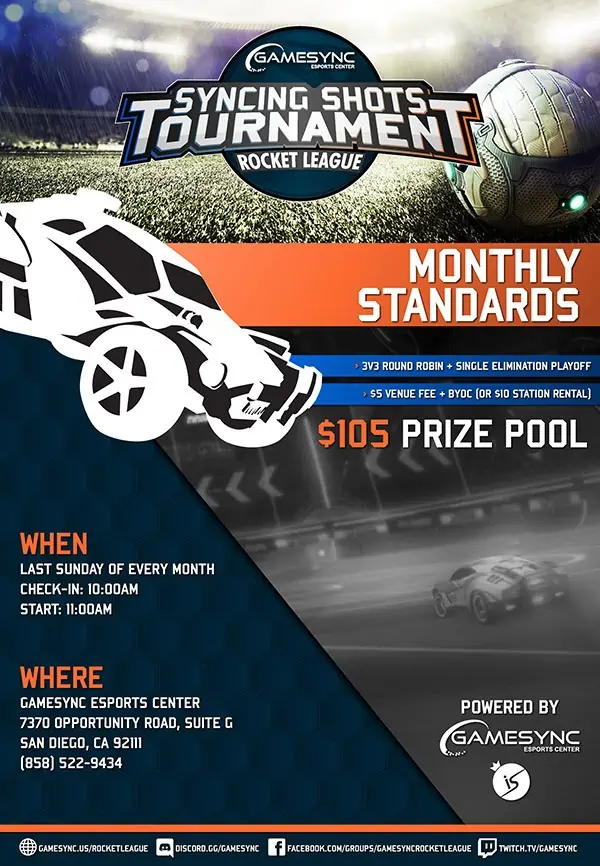 GAMESYNC
ESPORTS CENTER
SYNCING SHOTS
TOURNAMENT
ROCKET LEAGUE
MONTHLY
STANDARDS
› 3V3 ROUND ROBIN + SINGLE ELIMINATION PLAYOFF
› $5 VENUE FEE + BYOC (OR $10 STATION RENTAL)
$105 PRIZE POOL
WHEN
LAST SUNDAY OF EVERY MONTH
CHECK-IN: 10:00AM
START: 11:00AM
WHERE
GAMESYNC ESPORTS CENTER
7370 OPPORTUNITY ROAD, SUITE G
SAN DIEGO, CA 92111
(858) 522-9434
POWERED BY
GAMESYNC
ESPORTS CENTER
is
GAMESYNC.US/ROCKETLEAGUE DISCORD.GG/GAMESYNC FACEBOOK.COM/GROUPS/GAMESYNCROCKETLEAGUE TWITCH.TV/GAMESYNC